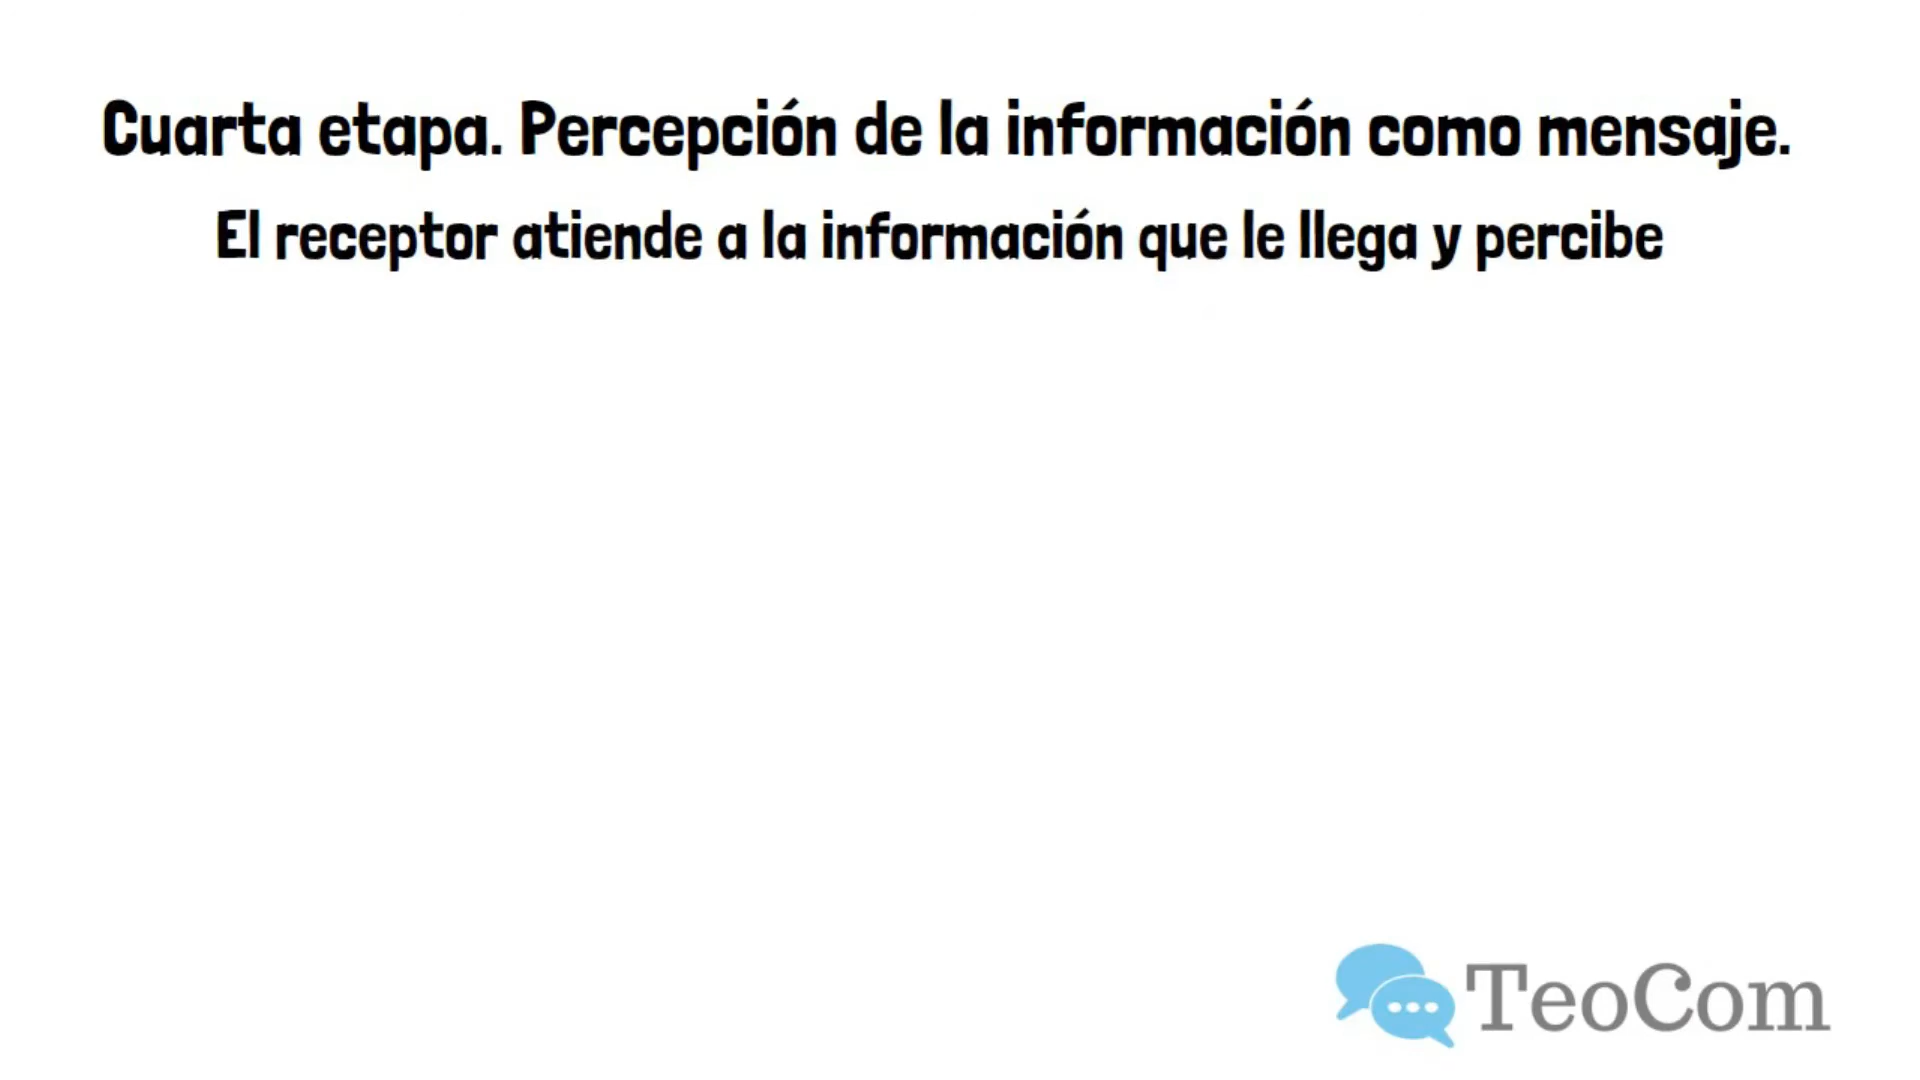 Cuarta etapa. Percepción de la información como mensaje.
El receptor atiende a la información que le llega y percibe
TeoCom